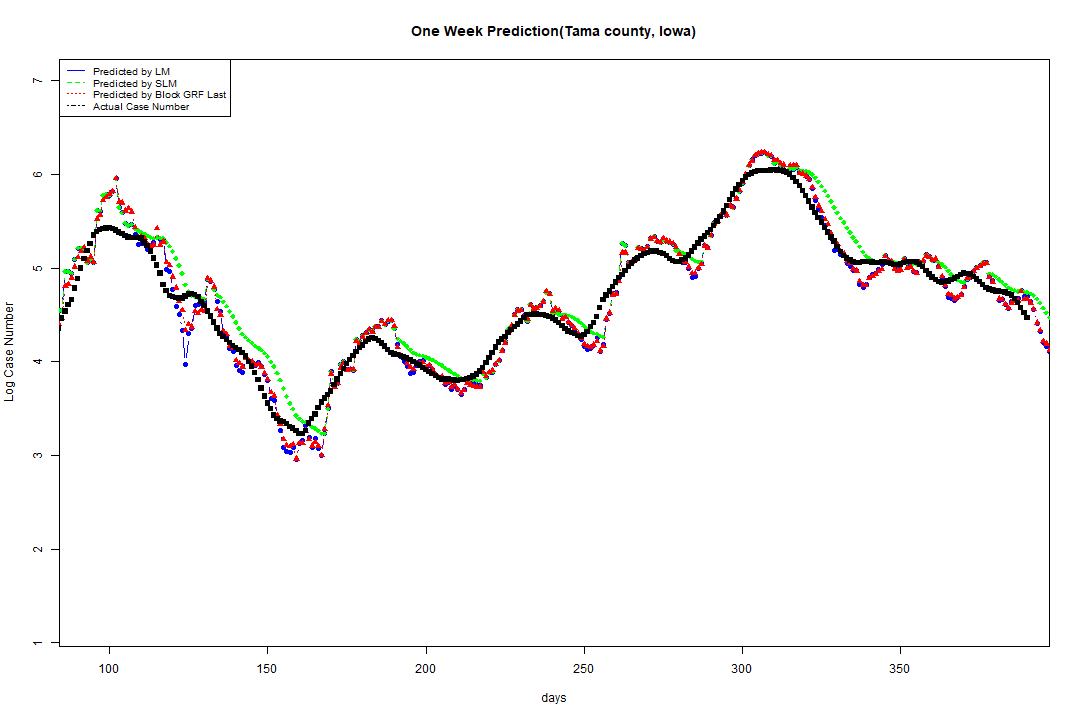 One Week Prediction(Tama county, Iowa)
Predicted by LM
Predicted by SLM
Predicted by Block GRF Last
Actual Case Number
7
6
5
4
3
2
1
Log Case Number
100 150 200 250 300 350
days